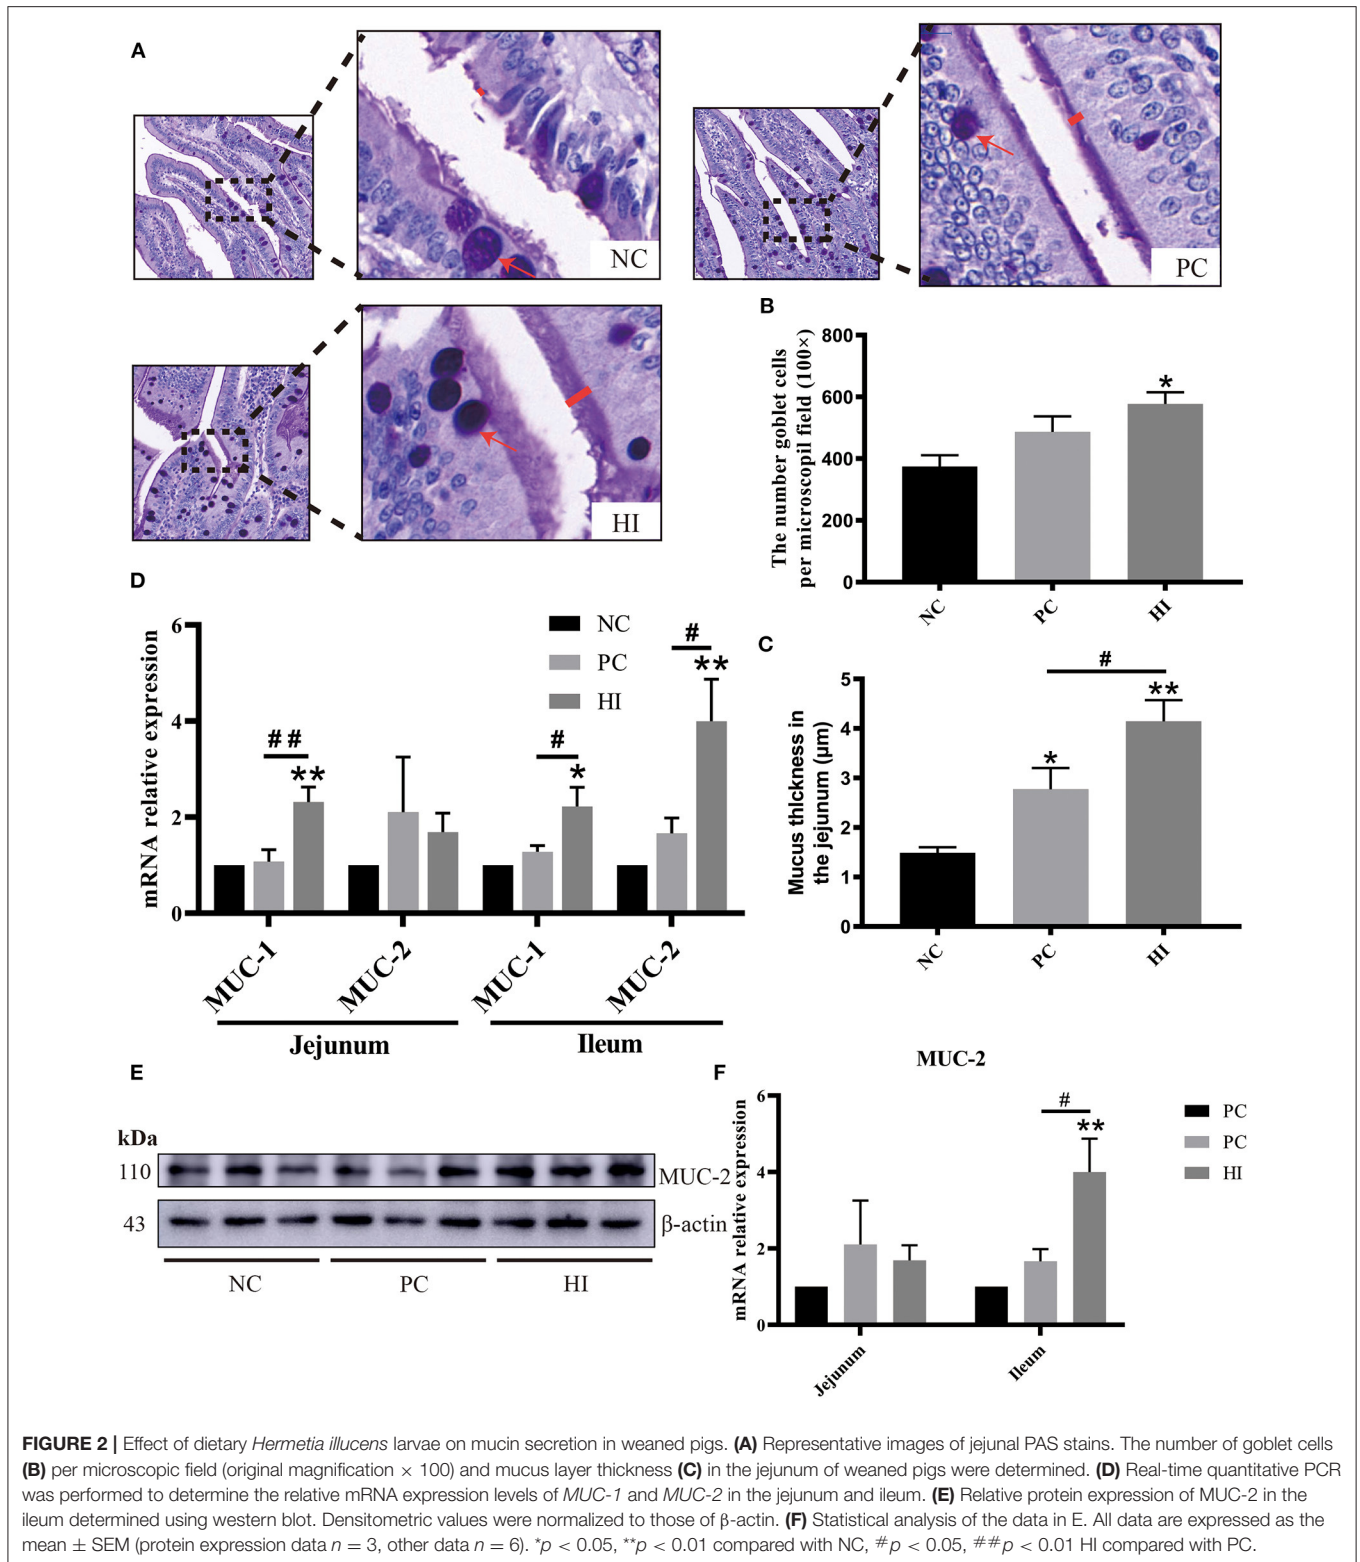 A
NC
PC
HI
B
The number goblet cells
per microscopil field (100×)
800
600
400
200
0
*
NC
PC
HI
D
mRNA relative expression
6
4
2
0
NC
PC
HI
##
**
#
*
#
**
MUC-1
MUC-2
MUC-1
MUC-2
Jejunum
Ileum
C
Mucus thickness in
the jejunum (µm)
5
4
3
2
1
0
*
#
**
NC
PC
HI
E
kDa
110
MUC-2
43
β-actin
NC
PC
HI
F
MUC-2
mRNA relative expression
6
4
2
0
#
**
PC
PC
HI
Jejunum
Ileum
FIGURE 2 | Effect of dietary Hermetia illucens larvae on mucin secretion in weaned pigs. (A) Representative images of jejunal PAS stains. The number of goblet cells
(B) per microscopic field (original magnification × 100) and mucus layer thickness (C) in the jejunum of weaned pigs were determined. (D) Real-time quantitative PCR
was performed to determine the relative mRNA expression levels of MUC-1 and MUC-2 in the jejunum and ileum. (E) Relative protein expression of MUC-2 in the
ileum determined using western blot. Densitometric values were normalized to those of β-actin. (F) Statistical analysis of the data in E. All data are expressed as the
mean ± SEM (protein expression data n = 3, other data n = 6). *p < 0.05, **p < 0.01 compared with NC, #p < 0.05, ##p < 0.01 HI compared with PC.